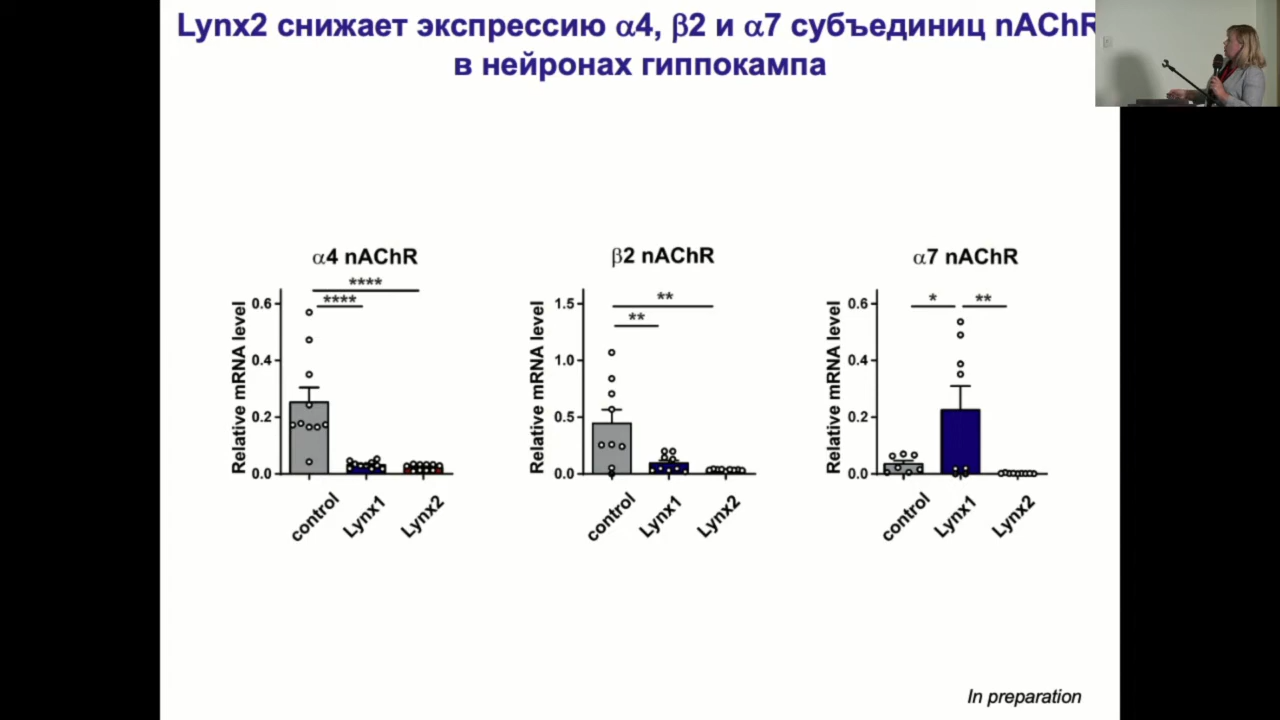 Lynx2 снижает экспрессию α4, β2 и α7 субъединиц nAChR
в нейронах гиппокампа
α4 nAChR
****
****
Relative mRNA level
0.6
0.4
0.2
0.0
control
Lynx1
Lynx2
β2 nAChR
**
**
Relative mRNA level
1.5
1.0
0.5
0.0
control
Lynx1
Lynx2
α7 nAChR
*
**
Relative mRNA level
0.6
0.4
0.2
0.0
control
Lynx1
Lynx2
In preparation